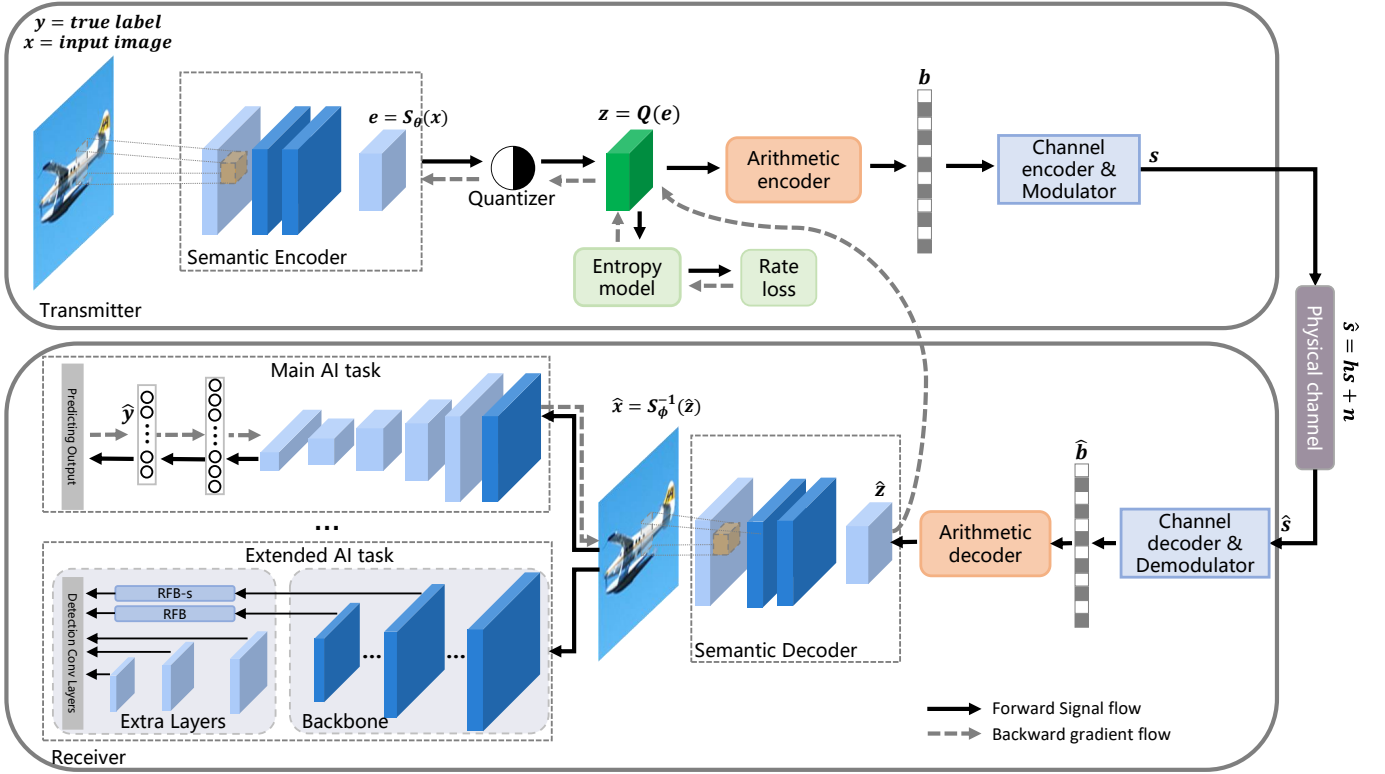 y = true label
x = input image
e = S_θ(x)
Quantizer
z = Q(e)
Semantic Encoder
Entropy
model
Rate
loss
Arithmetic
encoder
b
Channel
encoder &
Modulator
s
Transmitter
Physical channel
ŝ = hs + n
Main AI task
Predicting Output
ŷ
...
x̂ = S_ϕ^{-1}(ẑ)
ẑ
Semantic Decoder
Arithmetic
decoder
b̂
Channel
decoder &
Demodulator
ŝ
Extended AI task
Detection Conv Layers
RFB-s
RFB
Extra Layers
...
...
Backbone
Receiver
Forward Signal flow
Backward gradient flow